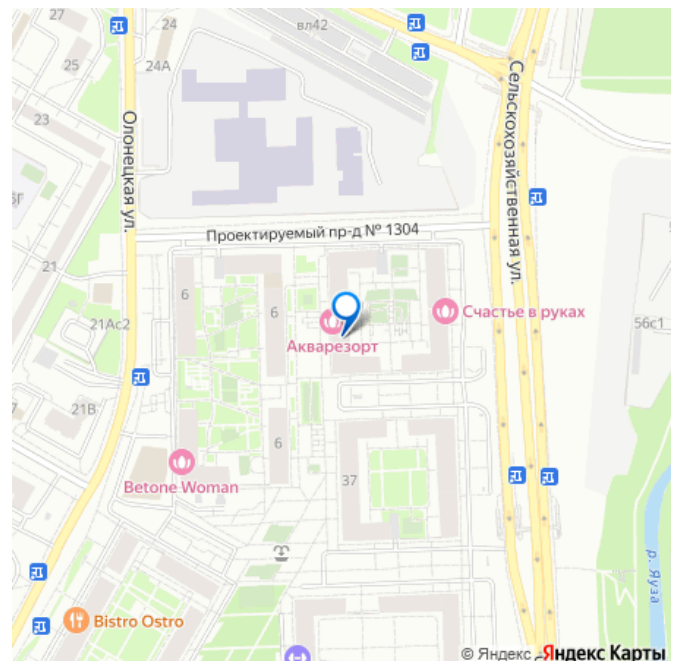 24
вл42
24А
25
Сельскохозяйственная ул.
23
Олонецкая ул.
Проектируемый пр-д № 1304
21
6
6
Счастье в руках
56с1
21Ас2
Акварезорт
21В
6
37
Betone Woman
р. Яуза
Bistro Ostro
© Яндекс Яндекс Карты